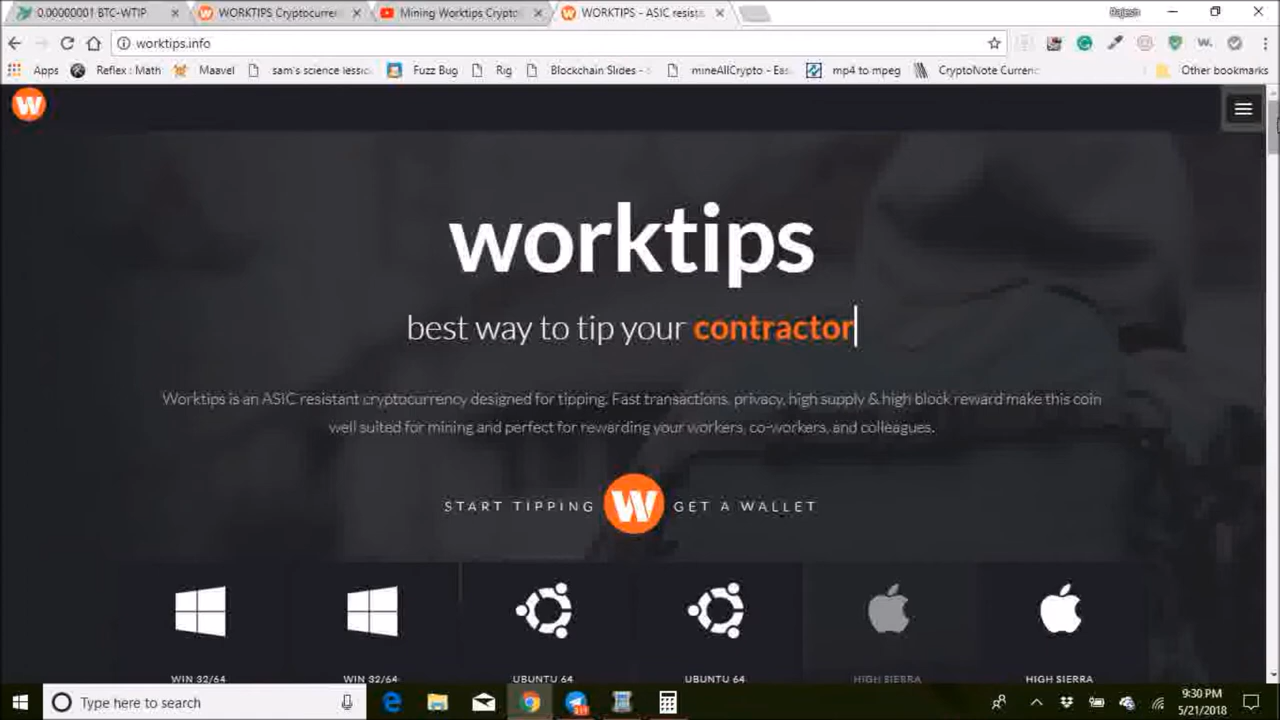 0.00000001 BTC-WTIP
WORKTIPS Cryptocurre
Mining Worktips Crypto
WORKTIPS - ASIC resista
Rajesh
worktips.info
Apps
Reflex : Math
Maavel
sam's science lessic
Fuzz Bug
Rig
Blockchain Slides -
mineAllCrypto - Eas
mp4 to mpeg
CryptoNote Currenc
Other bookmarks
W
worktips
best way to tip your contractor
Worktips is an ASIC resistant cryptocurrency designed for tipping. Fast transactions, privacy, high supply & high block reward make this coin
well suited for mining and perfect for rewarding your workers, co-workers, and colleagues.
START TIPPING W GET A WALLET
WIN 32/64
WIN 32/64
UBUNTU 64
UBUNTU 64
HIGH SIERRA
HIGH SIERRA
Type here to search
9:30 PM
5/21/2018